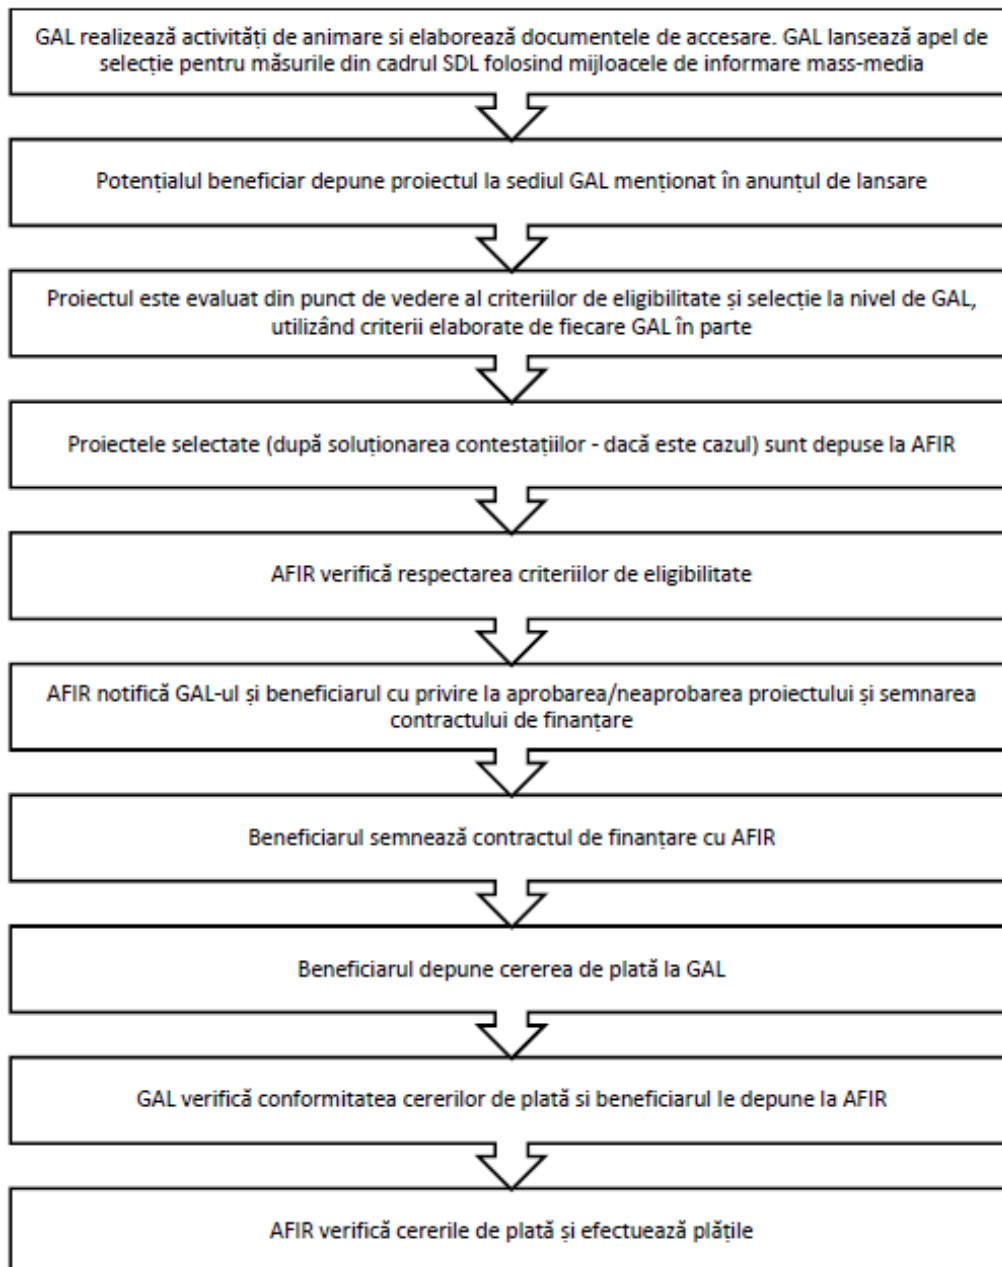 GAL realizează activități de animare si elaborează documentele de accesare. GAL lansează apel de
selecție pentru măsurile din cadrul SDL folosind mijloacele de informare mass-media
Potențialul beneficiar depune proiectul la sediul GAL menționat în anunțul de lansare
Proiectul este evaluat din punct de vedere al criteriilor de eligibilitate și selecție la nivel de GAL,
utilizând criterii elaborate de fiecare GAL în parte
Proiectele selectate (după soluționarea contestațiilor - dacă este cazul) sunt depuse la AFIR
AFIR verifică respectarea criteriilor de eligibilitate
AFIR notifică GAL-ul și beneficiarul cu privire la aprobarea/neaprobarea proiectului și semnarea
contractului de finanțare
Beneficiarul semnează contractul de finanțare cu AFIR
Beneficiarul depune cererea de plată la GAL
GAL verifică conformitatea cererilor de plată si beneficiarul le depune la AFIR
AFIR verifică cererile de plată și efectuează plățile